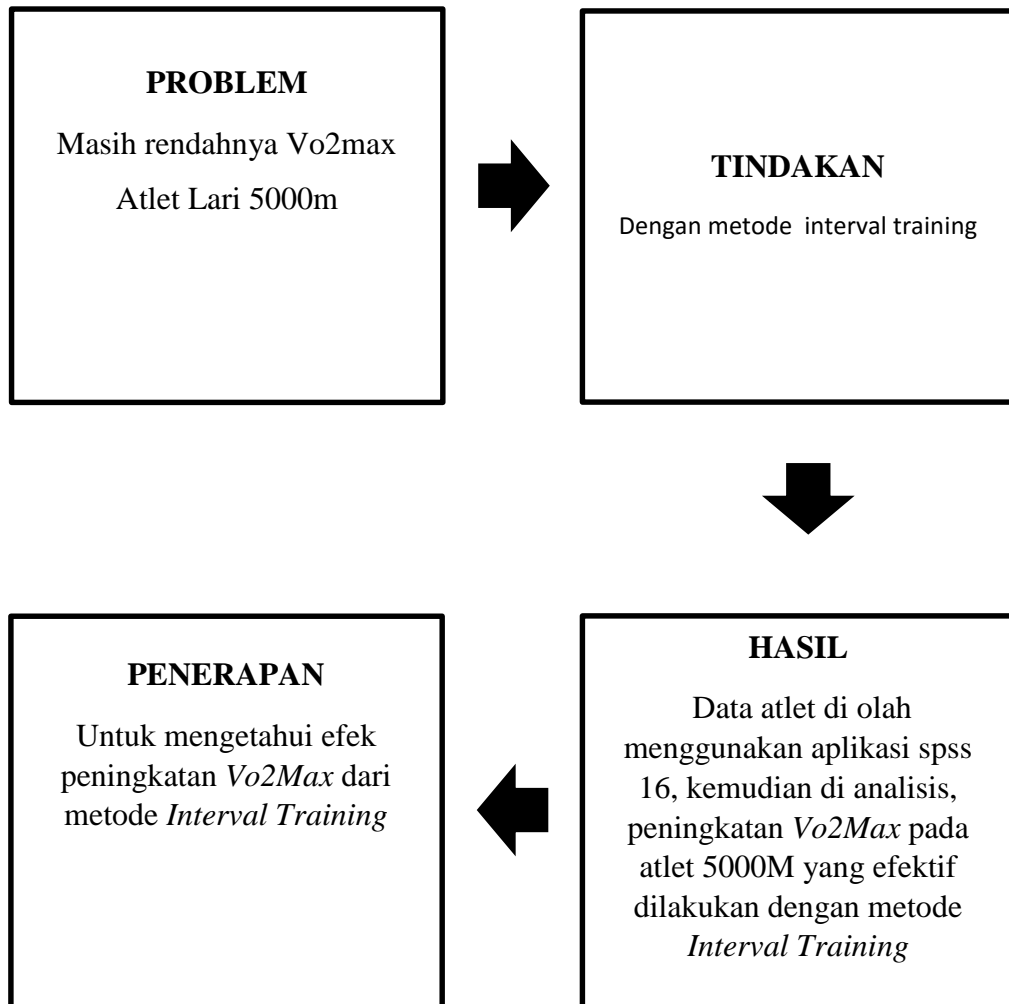 PROBLEM
Masih rendahnya Vo2max
Atlet Lari 5000m
TINDAKAN
Dengan metode interval training
HASIL
Data atlet di olah
menggunakan aplikasi spss
16, kemudian di analisis,
peningkatan Vo2Max pada
atlet 5000M yang efektif
dilakukan dengan metode
Interval Training
PENERAPAN
Untuk mengetahui efek
peningkatan Vo2Max dari
metode Interval Training